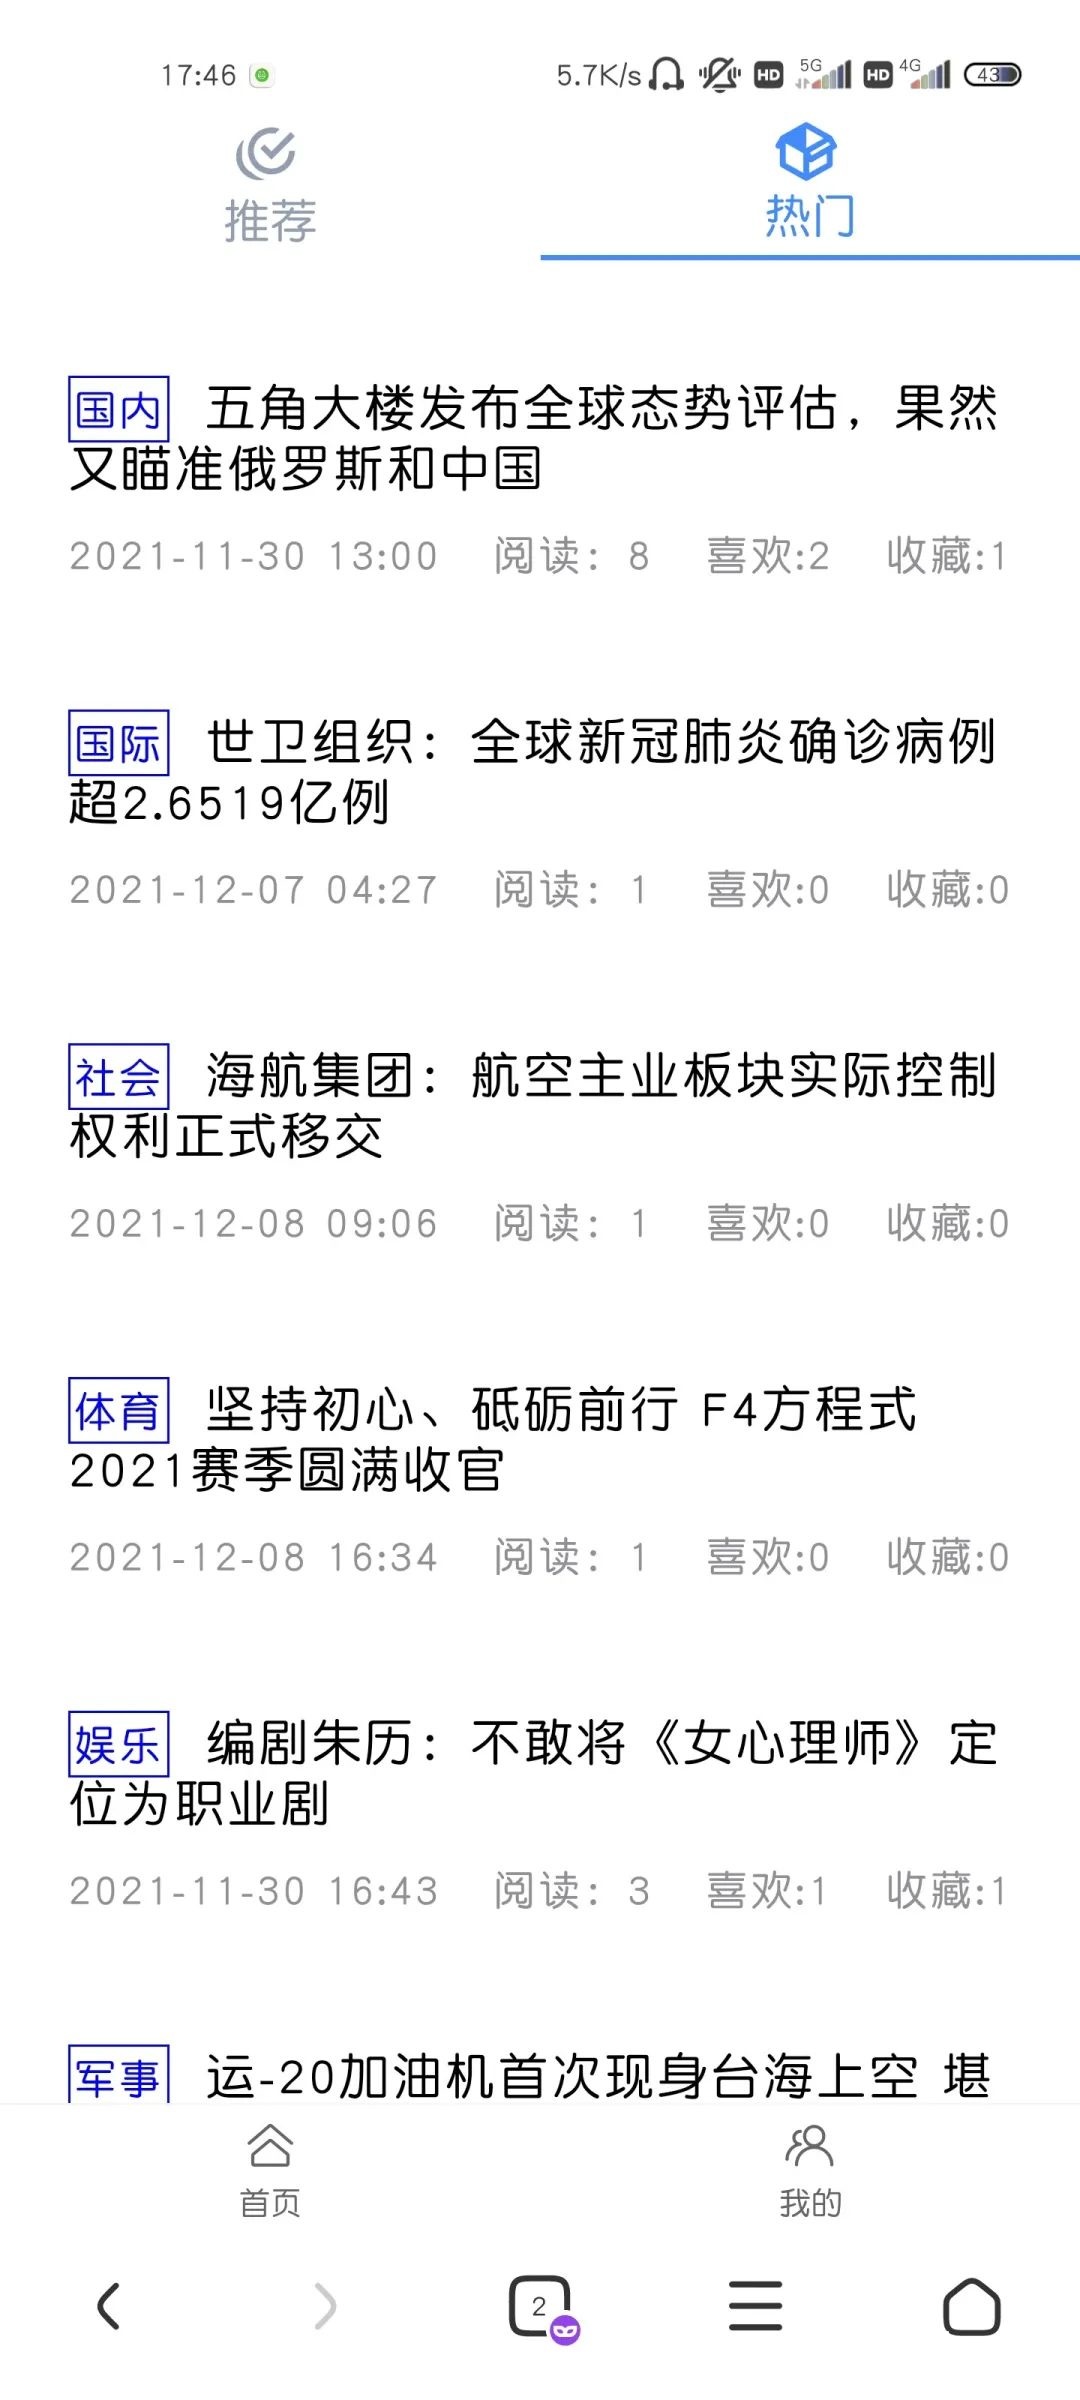 17:46 5.7K/s HD 5G HD 4G 43
推荐 热门
国内 五角大楼发布全球态势评估，果然
又瞄准俄罗斯和中国
2021-11-30 13:00 阅读：8 喜欢:2 收藏:1
国际 世卫组织：全球新冠肺炎确诊病例
超2.6519亿例
2021-12-07 04:27 阅读：1 喜欢:0 收藏:0
社会 海航集团：航空主业板块实际控制
权利正式移交
2021-12-08 09:06 阅读：1 喜欢:0 收藏:0
体育 坚持初心、砥砺前行 F4方程式
2021赛季圆满收官
2021-12-08 16:34 阅读：1 喜欢:0 收藏:0
娱乐 编剧朱历：不敢将《女心理师》定
位为职业剧
2021-11-30 16:43 阅读：3 喜欢:1 收藏:1
军事 运-20加油机首次现身台海上空 堪
首页 我的
2